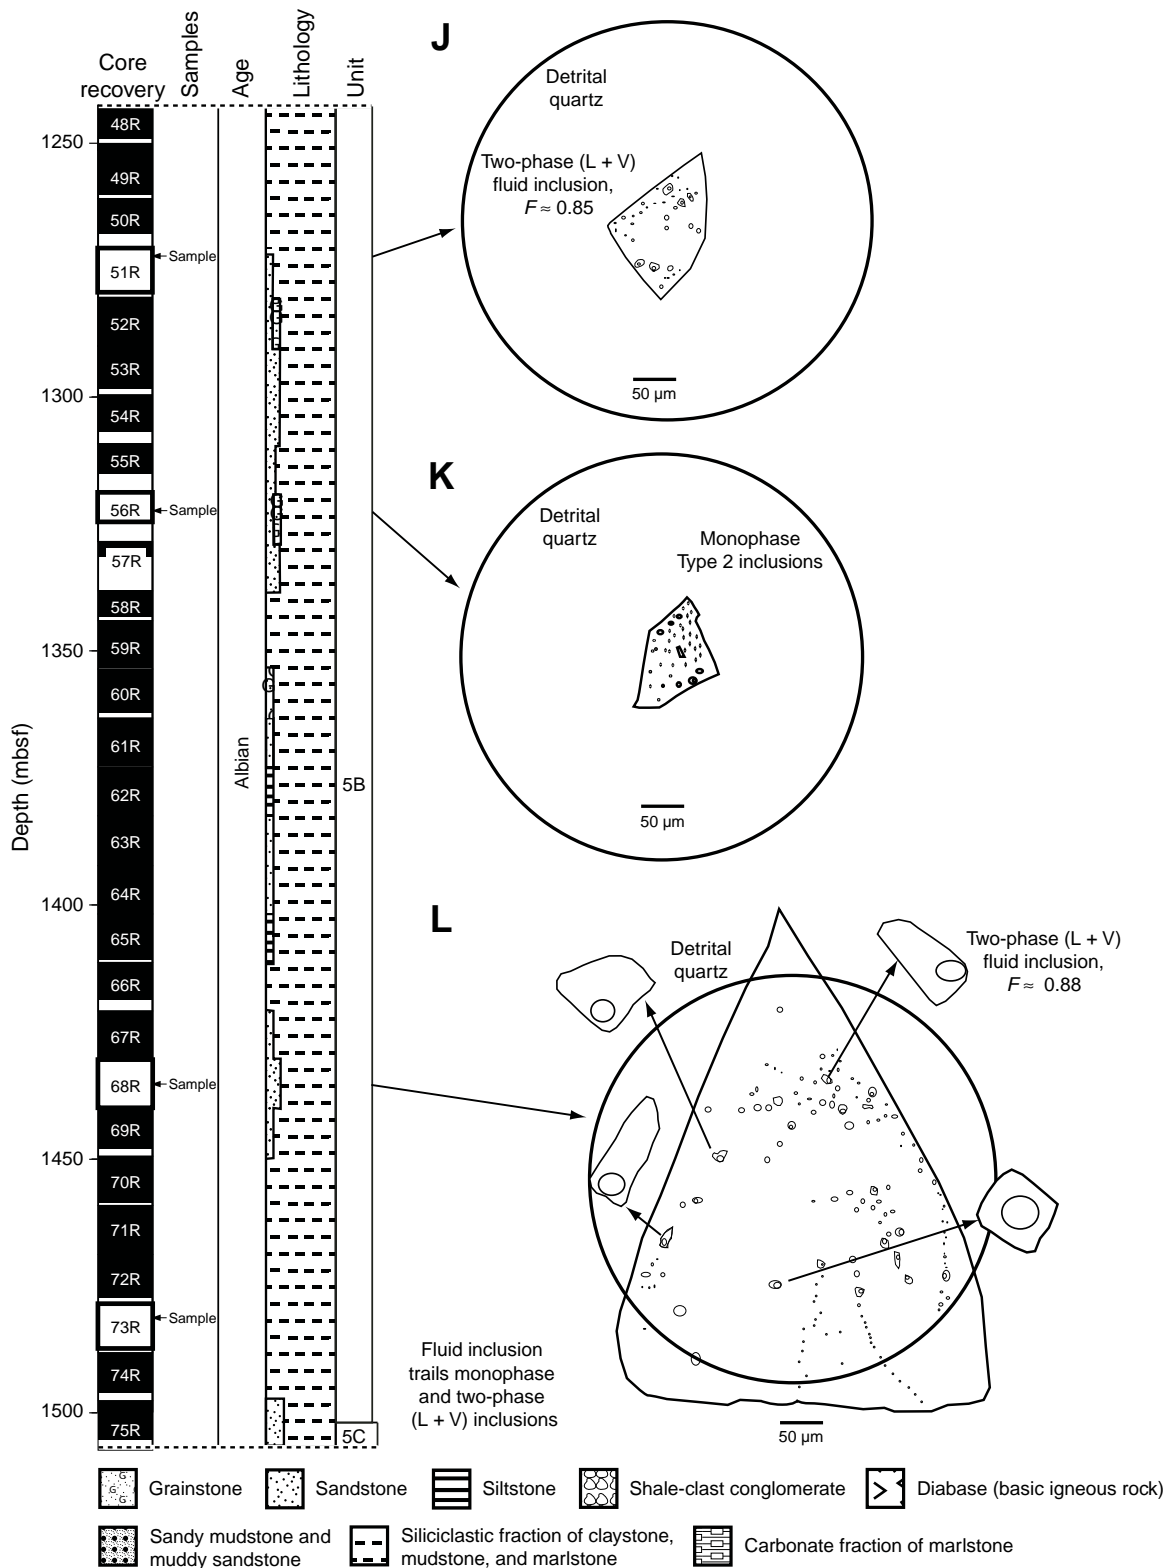 Core
recovery
Samples
Age
Lithology
Unit
Depth (mbsf)
1250
1300
1350
1400
1450
1500
48R
49R
50R
51R
52R
53R
54R
55R
56R
57R
58R
59R
60R
61R
62R
63R
64R
65R
66R
67R
68R
69R
70R
71R
72R
73R
74R
75R
Sample
Sample
Sample
Sample
Albian
5B
5C
J
Detrital
quartz
Two-phase (L + V)
fluid inclusion,
F ≈ 0.85
50 µm
K
Detrital
quartz
Monophase
Type 2 inclusions
50 µm
L
Detrital
quartz
Two-phase (L + V)
fluid inclusion,
F ≈ 0.88
Fluid inclusion
trails monophase
and two-phase
(L + V) inclusions
50 µm
G
G G
Grainstone
Sandstone
Siltstone
Shale-clast conglomerate
Diabase (basic igneous rock)
Sandy mudstone and
muddy sandstone
Siliciclastic fraction of claystone,
mudstone, and marlstone
Carbonate fraction of marlstone